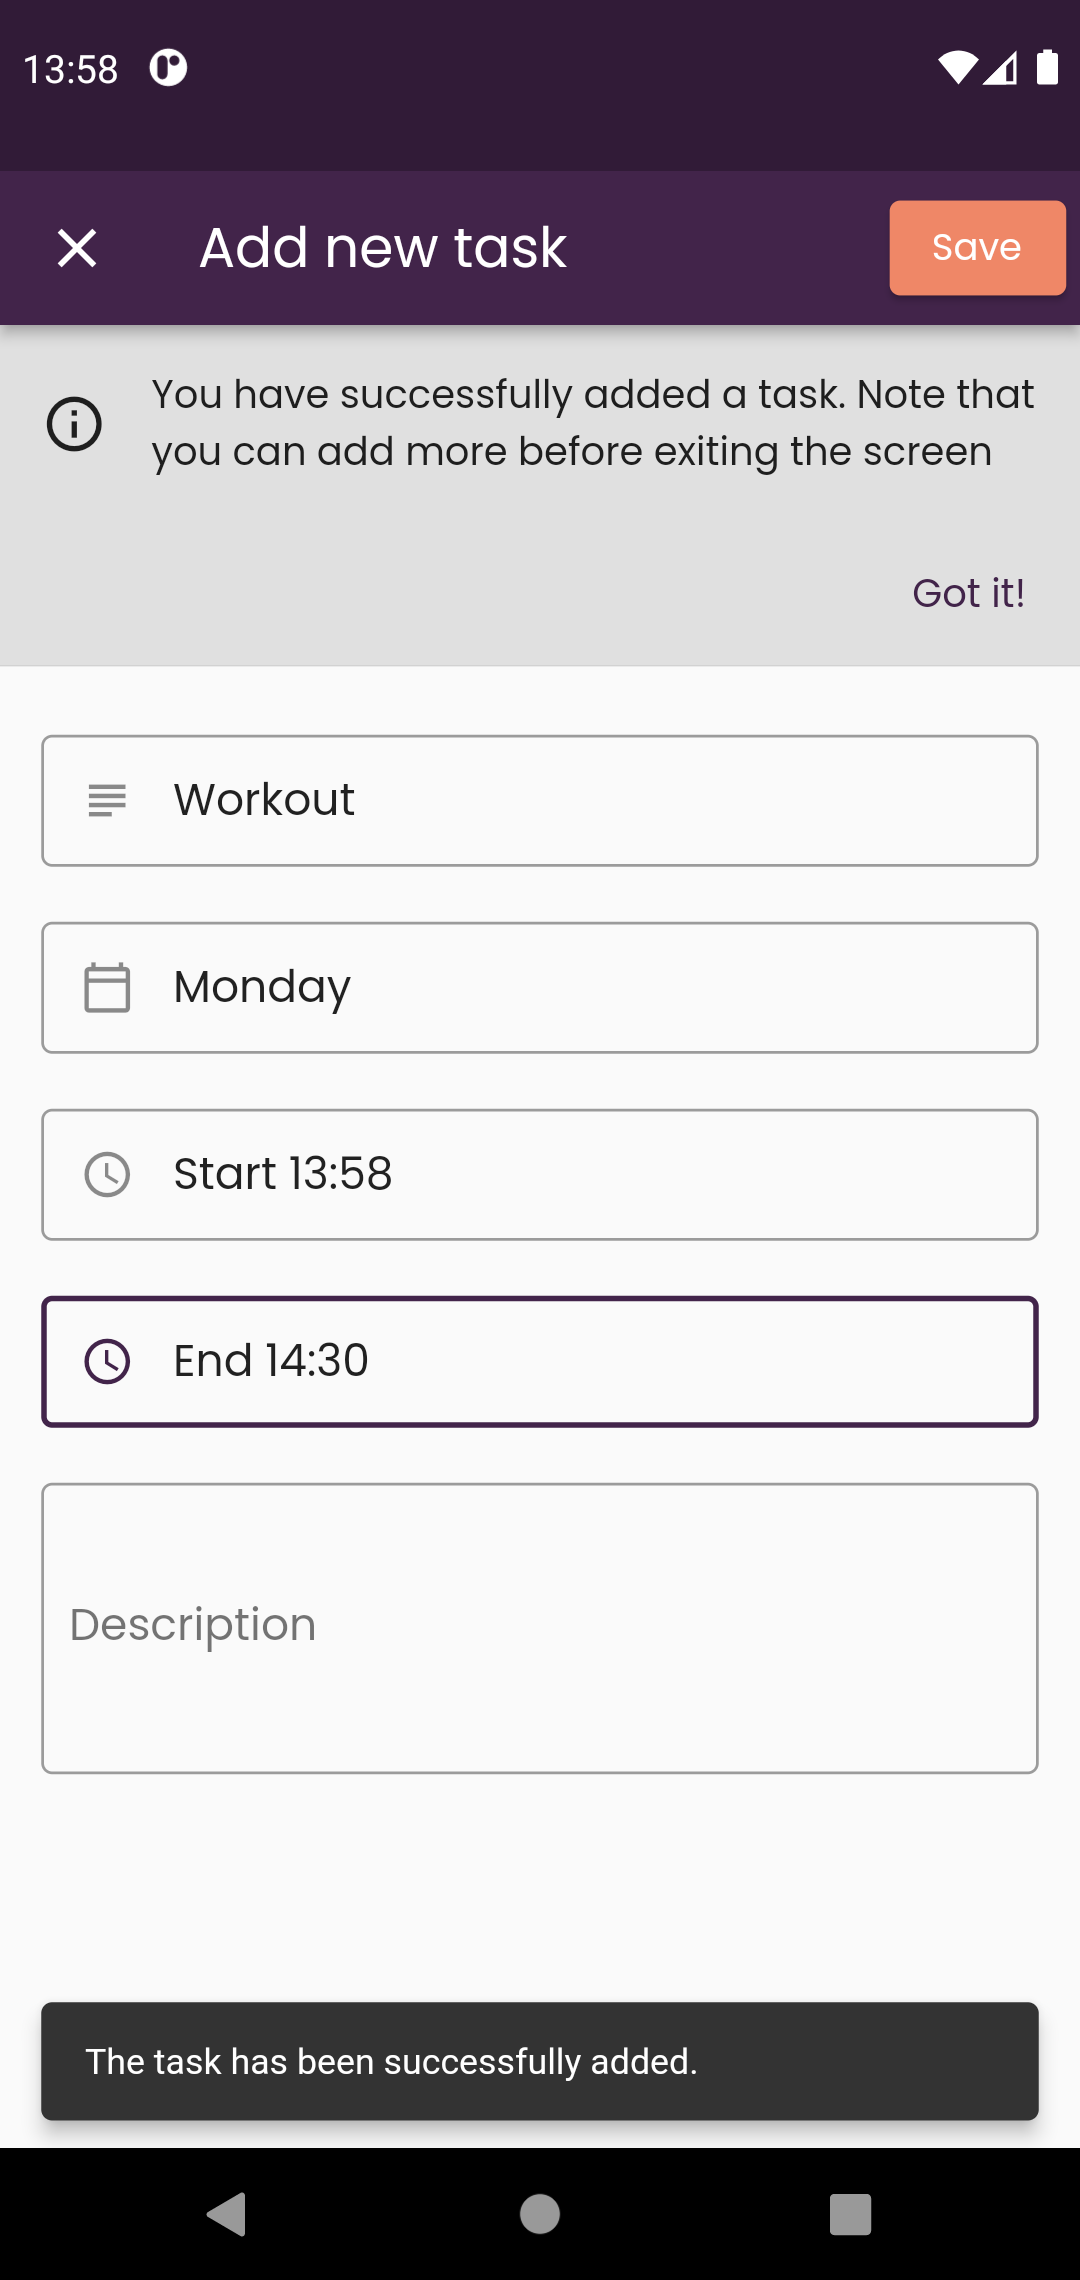 13:58
Add new task
Save
You have successfully added a task. Note that
you can add more before exiting the screen
Got it!
Workout
Monday
Start 13:58
End 14:30
Description
The task has been successfully added.